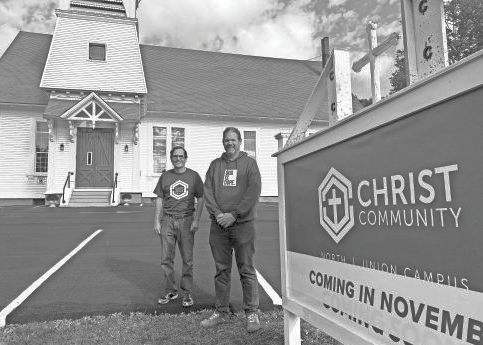 CHRIST
COMMUNITY
NORTH | UNION CAMPUS
COMING IN NOVEMB